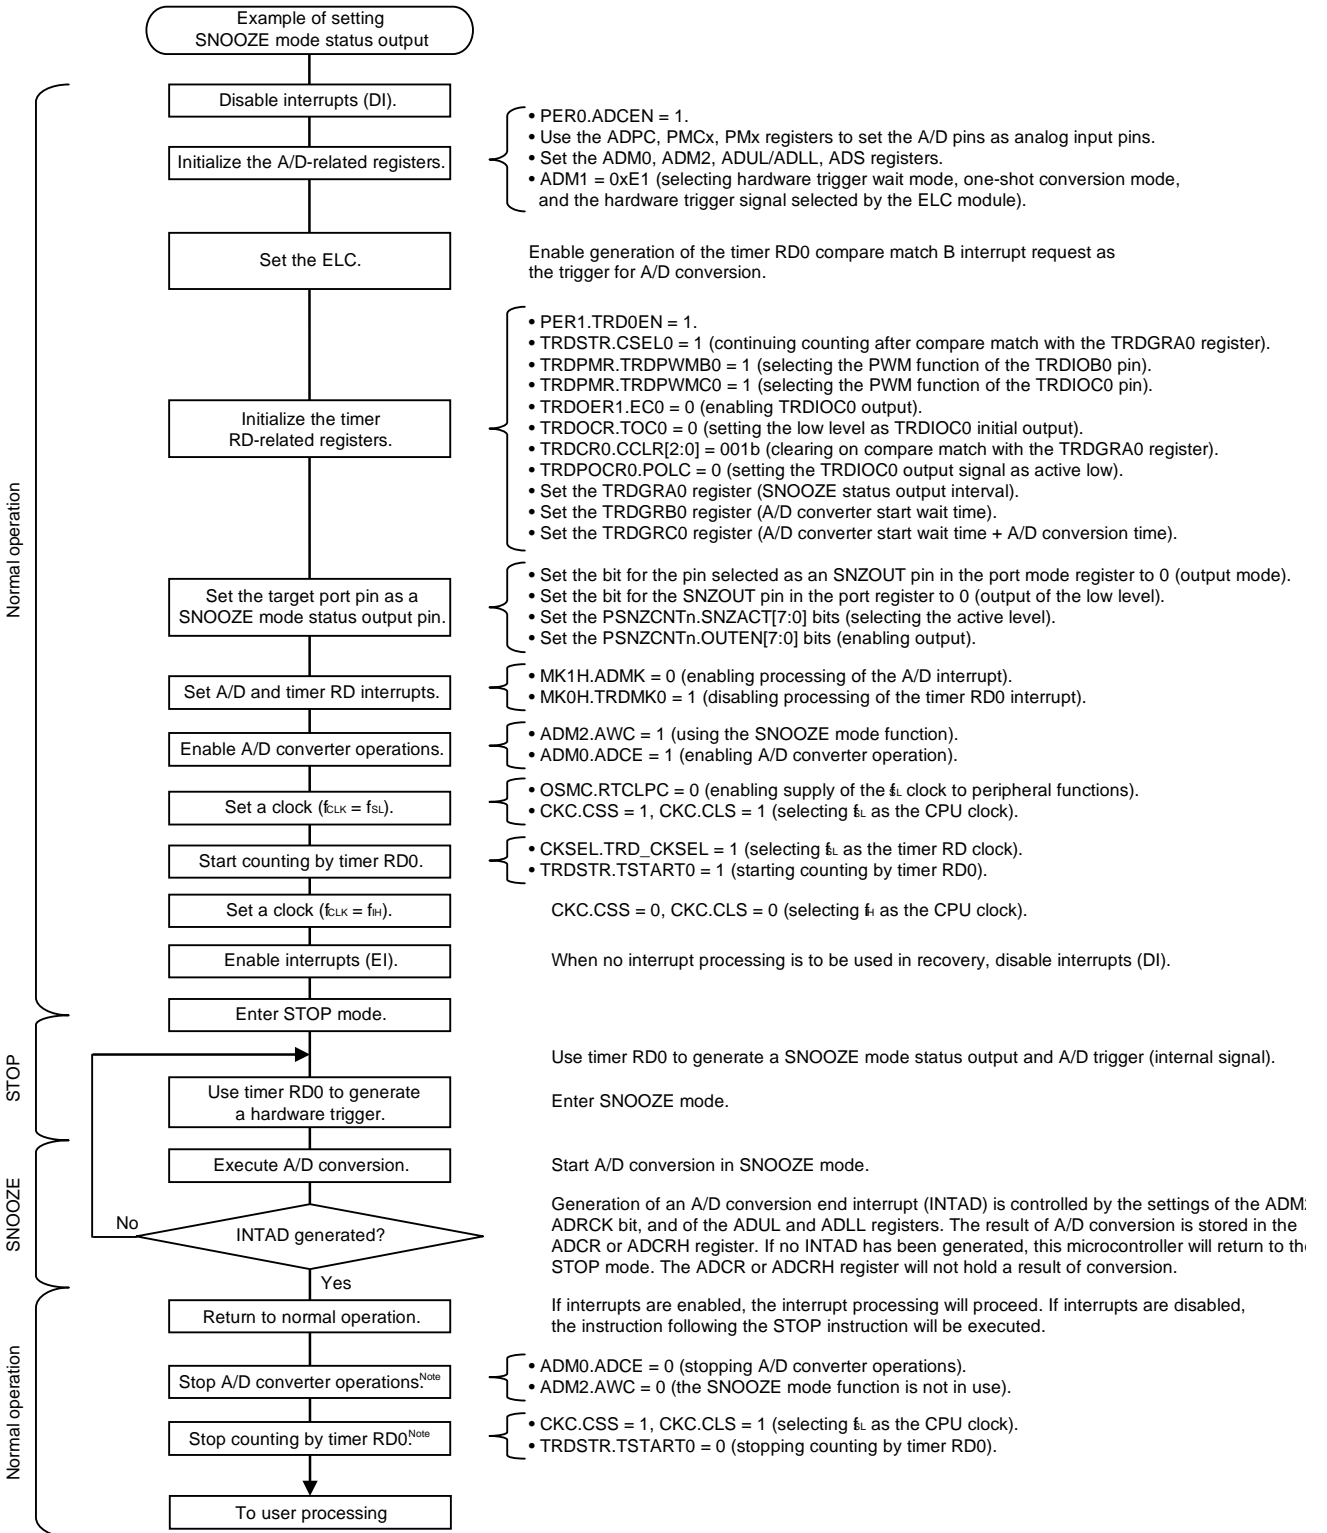 Example of setting
SNOOZE mode status output
Disable interrupts (DI).
Initialize the A/D-related registers.
• PER0.ADCEN = 1.
• Use the ADPC, PMCx, PMx registers to set the A/D pins as analog input pins.
• Set the ADM0, ADM2, ADUL/ADLL, ADS registers.
• ADM1 = 0xE1 (selecting hardware trigger wait mode, one-shot conversion mode,
and the hardware trigger signal selected by the ELC module).
Set the ELC.
Enable generation of the timer RD0 compare match B interrupt request as
the trigger for A/D conversion.
Initialize the timer
RD-related registers.
• PER1.TRD0EN = 1.
• TRDSTR.CSEL0 = 1 (continuing counting after compare match with the TRDGRA0 register).
• TRDPMR.TRDPWMB0 = 1 (selecting the PWM function of the TRDIOB0 pin).
• TRDPMR.TRDPWMC0 = 1 (selecting the PWM function of the TRDIOC0 pin).
• TRDOER1.EC0 = 0 (enabling TRDIOC0 output).
• TRDOCR.TOC0 = 0 (setting the low level as TRDIOC0 initial output).
• TRDCR0.CCLR[2:0] = 001b (clearing on compare match with the TRDGRA0 register).
• TRDPOCR0.POLC = 0 (setting the TRDIOC0 output signal as active low).
• Set the TRDGRA0 register (SNOOZE status output interval).
• Set the TRDGRB0 register (A/D converter start wait time).
• Set the TRDGRC0 register (A/D converter start wait time + A/D conversion time).
Normal operation
Set the target port pin as a
SNOOZE mode status output pin.
• Set the bit for the pin selected as an SNZOUT pin in the port mode register to 0 (output mode).
• Set the bit for the SNZOUT pin in the port register to 0 (output of the low level).
• Set the PSNZCNTn.SNZACT[7:0] bits (selecting the active level).
• Set the PSNZCNTn.OUTEN[7:0] bits (enabling output).
Set A/D and timer RD interrupts.
• MK1H.ADMK = 0 (enabling processing of the A/D interrupt).
• MK0H.TRDMK0 = 1 (disabling processing of the timer RD0 interrupt).
Enable A/D converter operations.
• ADM2.AWC = 1 (using the SNOOZE mode function).
• ADM0.ADCE = 1 (enabling A/D converter operation).
Set a clock (fCLK = fSL).
• OSMC.RTCLPC = 0 (enabling supply of the fSL clock to peripheral functions).
• CKC.CSS = 1, CKC.CLS = 1 (selecting fSL as the CPU clock).
Start counting by timer RD0.
• CKSEL.TRD_CKSEL = 1 (selecting fSL as the timer RD clock).
• TRDSTR.TSTART0 = 1 (starting counting by timer RD0).
Set a clock (fCLK = fIH).
CKC.CSS = 0, CKC.CLS = 0 (selecting fIH as the CPU clock).
Enable interrupts (EI).
When no interrupt processing is to be used in recovery, disable interrupts (DI).
Enter STOP mode.
STOP
Use timer RD0 to generate a SNOOZE mode status output and A/D trigger (internal signal).
Use timer RD0 to generate
a hardware trigger.
Enter SNOOZE mode.
SNOOZE
Execute A/D conversion.
Start A/D conversion in SNOOZE mode.
No
INTAD generated?
Yes
Generation of an A/D conversion end interrupt (INTAD) is controlled by the settings of the
ADRCK bit, and of the ADUL and ADLL registers. The result of A/D conversion is stored in the
ADCR or ADCRH register. If no INTAD has been generated, this microcontroller will return to the
STOP mode. The ADCR or ADCRH register will not hold a result of conversion.
Normal operation
Return to normal operation.
If interrupts are enabled, the interrupt processing will proceed. If interrupts are disabled,
the instruction following the STOP instruction will be executed.
Stop A/D converter operations.Note
• ADM0.ADCE = 0 (stopping A/D converter operations).
• ADM2.AWC = 0 (the SNOOZE mode function is not in use).
Stop counting by timer RD0.Note
• CKC.CSS = 1, CKC.CLS = 1 (selecting fSL as the CPU clock).
• TRDSTR.TSTART0 = 0 (stopping counting by timer RD0).
To user processing